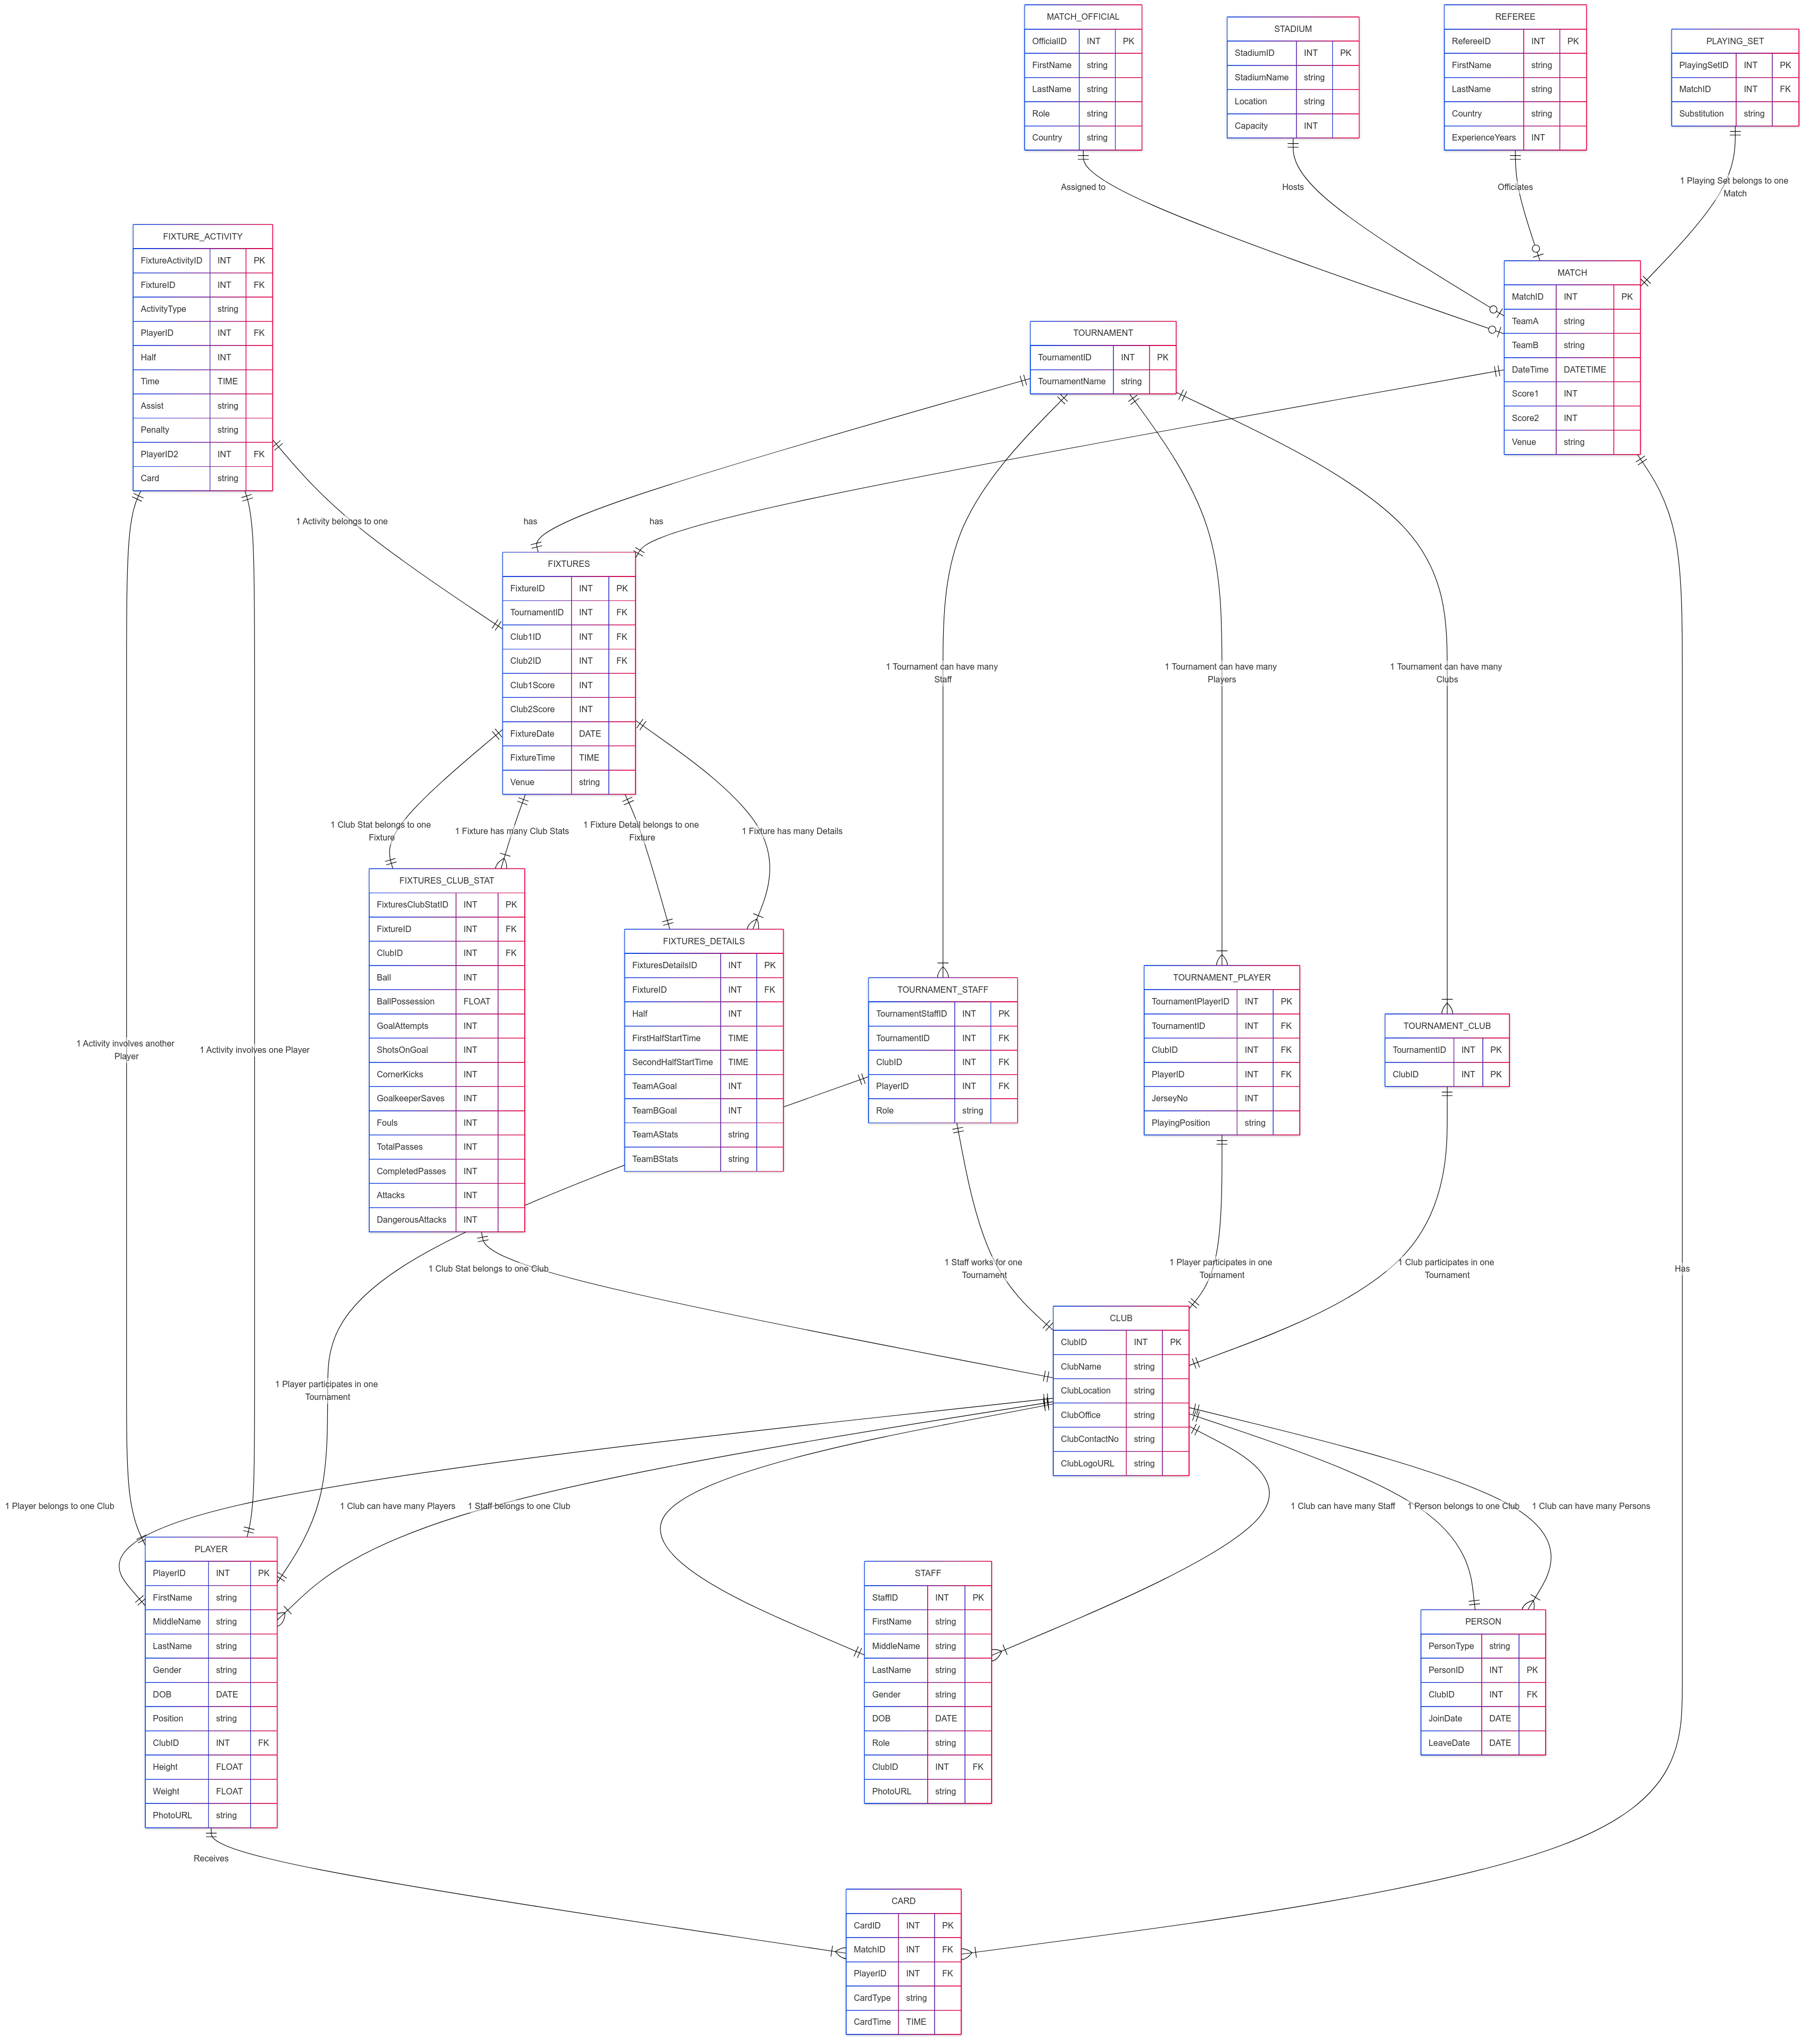 MATCH_OFFICIAL
OfficialID INT PK
FirstName string
LastName string
Role string
Country string
STADIUM
StadiumID INT PK
StadiumName string
Location string
Capacity INT
REFEREE
RefereeID INT PK
FirstName string
LastName string
Country string
ExperienceYears INT
PLAYING_SET
PlayingSetID INT PK
MatchID INT FK
Substitution string
Assigned to
Hosts
Officiates
1 Playing Set belongs to one
Match
FIXTURE_ACTIVITY
FixtureActivityID INT PK
FixtureID INT FK
ActivityType string
PlayerID INT FK
Half INT
Time TIME
Assist string
Penalty string
PlayerID2 INT FK
Card string
TOURNAMENT
TournamentID INT PK
TournamentName string
MATCH
MatchID INT PK
TeamA string
TeamB string
DateTime DATETIME
Score1 INT
Score2 INT
Venue string
1 Activity belongs to one
has
has
FIXTURES
FixtureID INT PK
TournamentID INT FK
Club1ID INT FK
Club2ID INT FK
Club1Score INT
Club2Score INT
FixtureDate DATE
FixtureTime TIME
Venue string
1 Tournament can have many
Staff
1 Tournament can have many
Players
1 Tournament can have many
Clubs
1 Club Stat belongs to one
Fixture
1 Fixture has many Club Stats
1 Fixture Detail belongs to one
Fixture
1 Fixture has many Details
FIXTURES_CLUB_STAT
FixturesClubStatID INT PK
FixtureID INT FK
ClubID INT FK
Ball INT
BallPossession FLOAT
GoalAttempts INT
ShotsOnGoal INT
CornerKicks INT
GoalkeeperSaves INT
Fouls INT
TotalPasses INT
CompletedPasses INT
Attacks INT
DangerousAttacks INT
FIXTURES_DETAILS
FixturesDetailsID INT PK
FixtureID INT FK
Half INT
FirstHalfStartTime TIME
SecondHalfStartTime TIME
TeamAGoal INT
TeamBGoal INT
TeamAStats string
TeamBStats string
TOURNAMENT_STAFF
TournamentStaffID INT PK
TournamentID INT FK
ClubID INT FK
PlayerID INT FK
Role string
TOURNAMENT_PLAYER
TournamentPlayerID INT PK
TournamentID INT FK
ClubID INT FK
PlayerID INT FK
JerseyNo INT
PlayingPosition string
TOURNAMENT_CLUB
TournamentID INT PK
ClubID INT PK
1 Activity involves another
Player
1 Activity involves one Player
1 Club Stat belongs to one Club
1 Staff works for one
Tournament
1 Player participates in one
Tournament
1 Club participates in one
Tournament
Has
CLUB
ClubID INT PK
ClubName string
ClubLocation string
ClubOffice string
ClubContactNo string
ClubLogoURL string
1 Player participates in one
Tournament
1 Player belongs to one Club
1 Club can have many Players
1 Staff belongs to one Club
1 Club can have many Staff
1 Person belongs to one Club
1 Club can have many Persons
PLAYER
PlayerID INT PK
FirstName string
MiddleName string
LastName string
Gender string
DOB DATE
Position string
ClubID INT FK
Height FLOAT
Weight FLOAT
PhotoURL string
STAFF
StaffID INT PK
FirstName string
MiddleName string
LastName string
Gender string
DOB DATE
Role string
ClubID INT FK
PhotoURL string
PERSON
PersonType string
PersonID INT PK
ClubID INT FK
JoinDate DATE
LeaveDate DATE
Receives
CARD
CardID INT PK
MatchID INT FK
PlayerID INT FK
CardType string
CardTime TIME